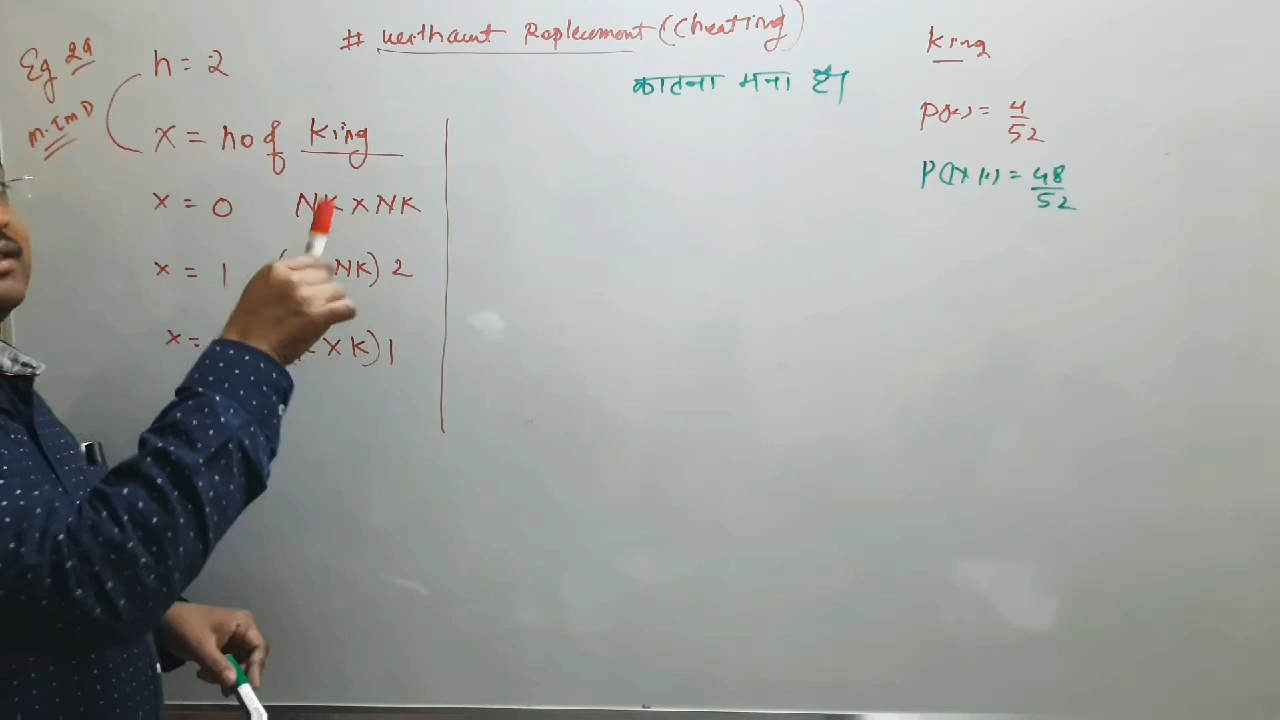 # Without Replacement (Cheating)
काटना मना है।
Eg 29
M.Imp
n = 2
X = no of King
x = 0 NK X NK
x = 1 ( NK) 2
x = X K) 1
King
P(K) = 4/52
P(NK) = 48/52